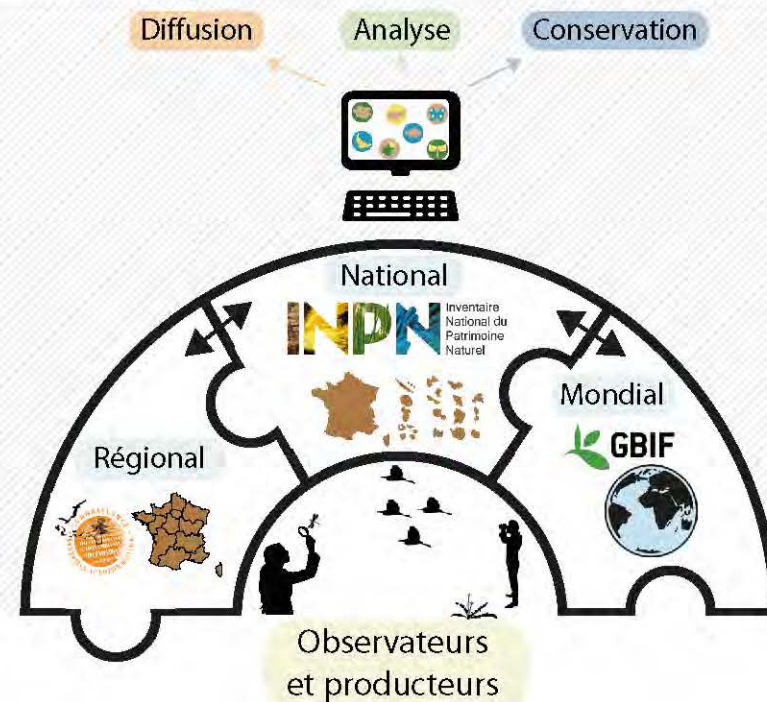 Diffusion
Analyse
Conservation
National
INPN
Inventaire
National du
Patrimoine
Naturel
Mondial
GBIF
Régional
Observateurs
et producteurs